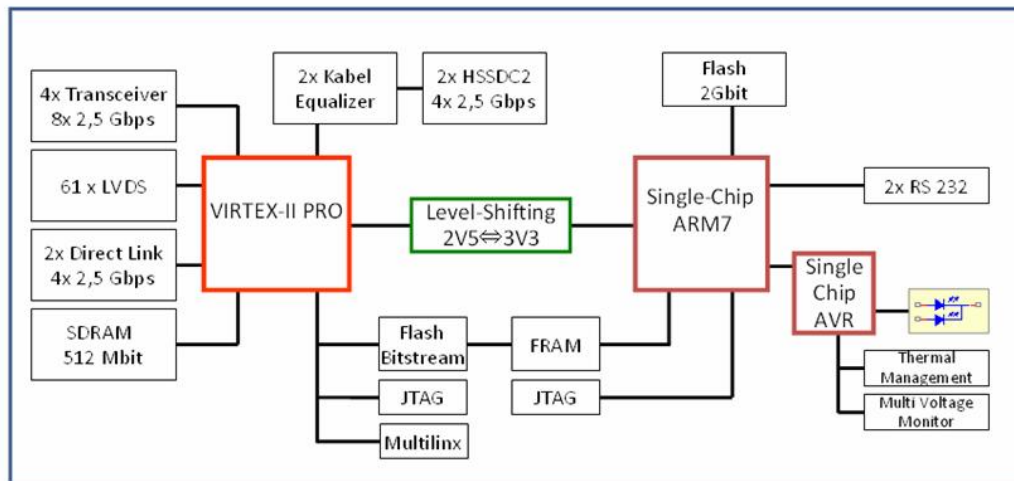 4x Transceiver
8x 2,5 Gbps
2x Kabel
Equalizer
2x HSSDC2
4x 2,5 Gbps
Flash
2Gbit
61 x LVDS
VIRTEX-II PRO
Level-Shifting
2V5⇔3V3
Single-Chip
ARM7
2x RS 232
2x Direct Link
4x 2,5 Gbps
Single
Chip
AVR
SDRAM
512 Mbit
Flash
Bitstream
FRAM
Thermal
Management
JTAG
JTAG
Multi Voltage
Monitor
Multilinx